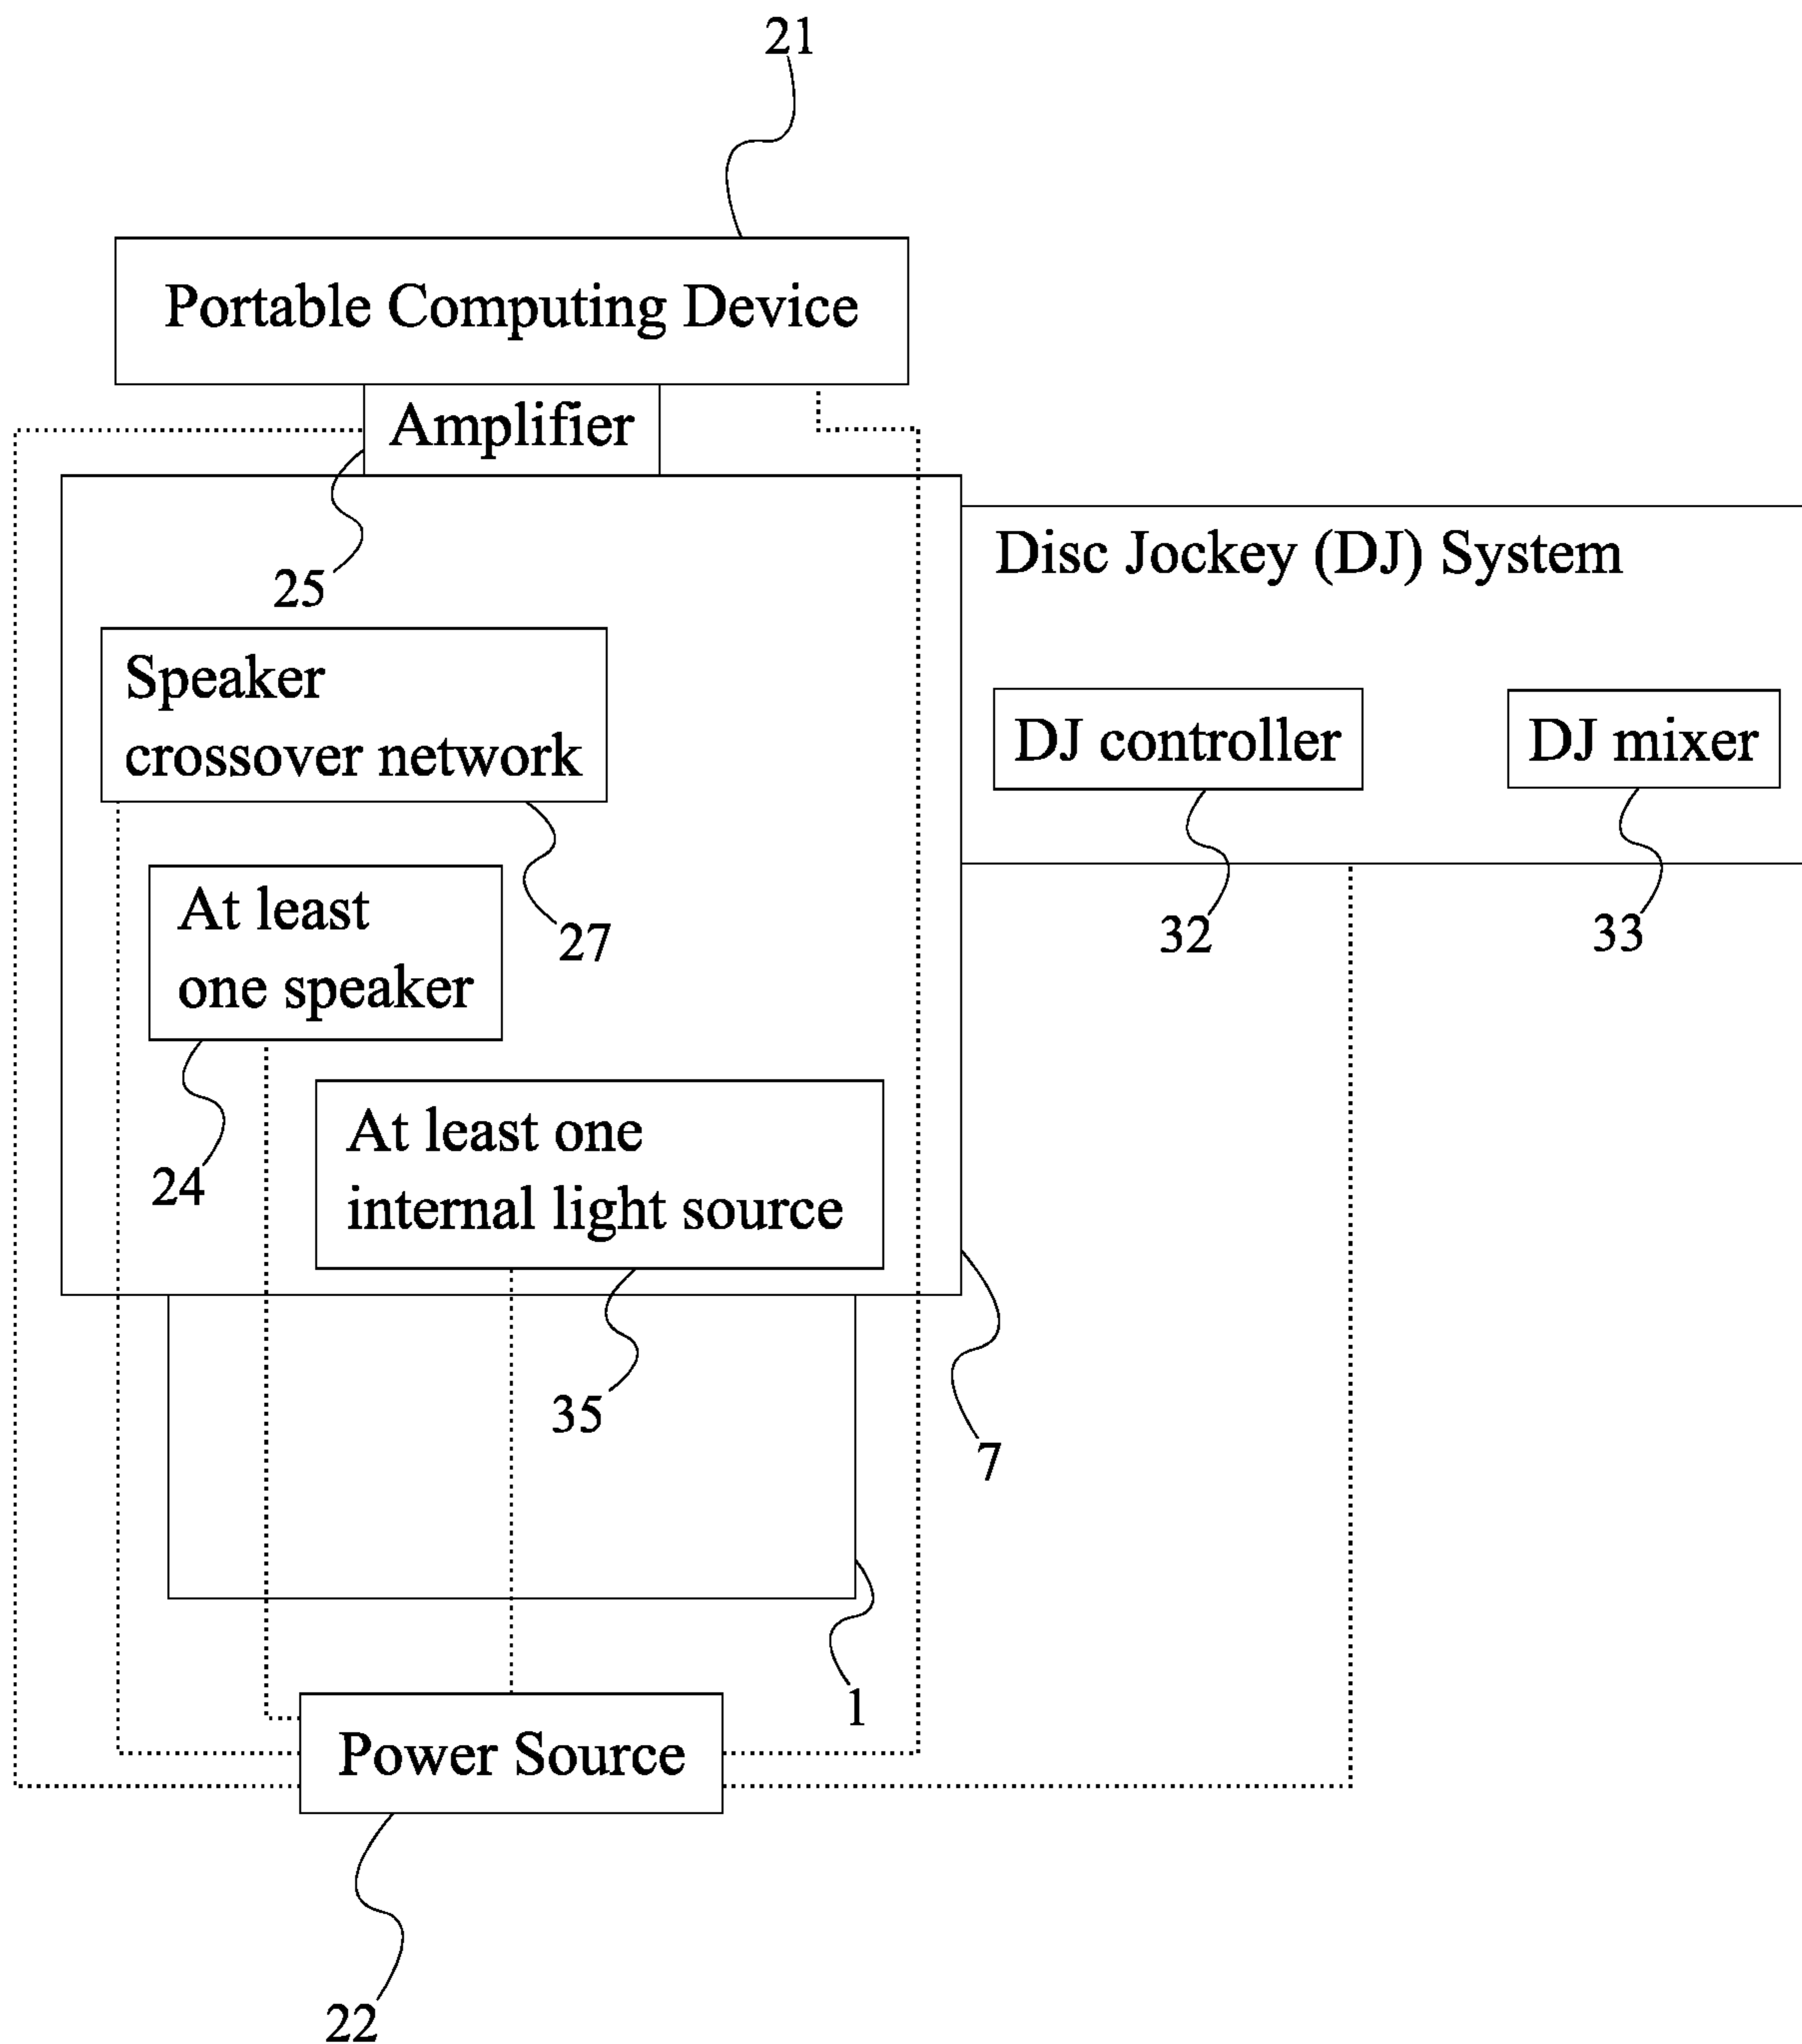 21
Portable Computing Device
Amplifier
25
Disc Jockey (DJ) System
Speaker
crossover network
DJ controller
DJ mixer
27
32
33
At least
one speaker
24
At least one
internal light source
35
7
1
Power Source
22